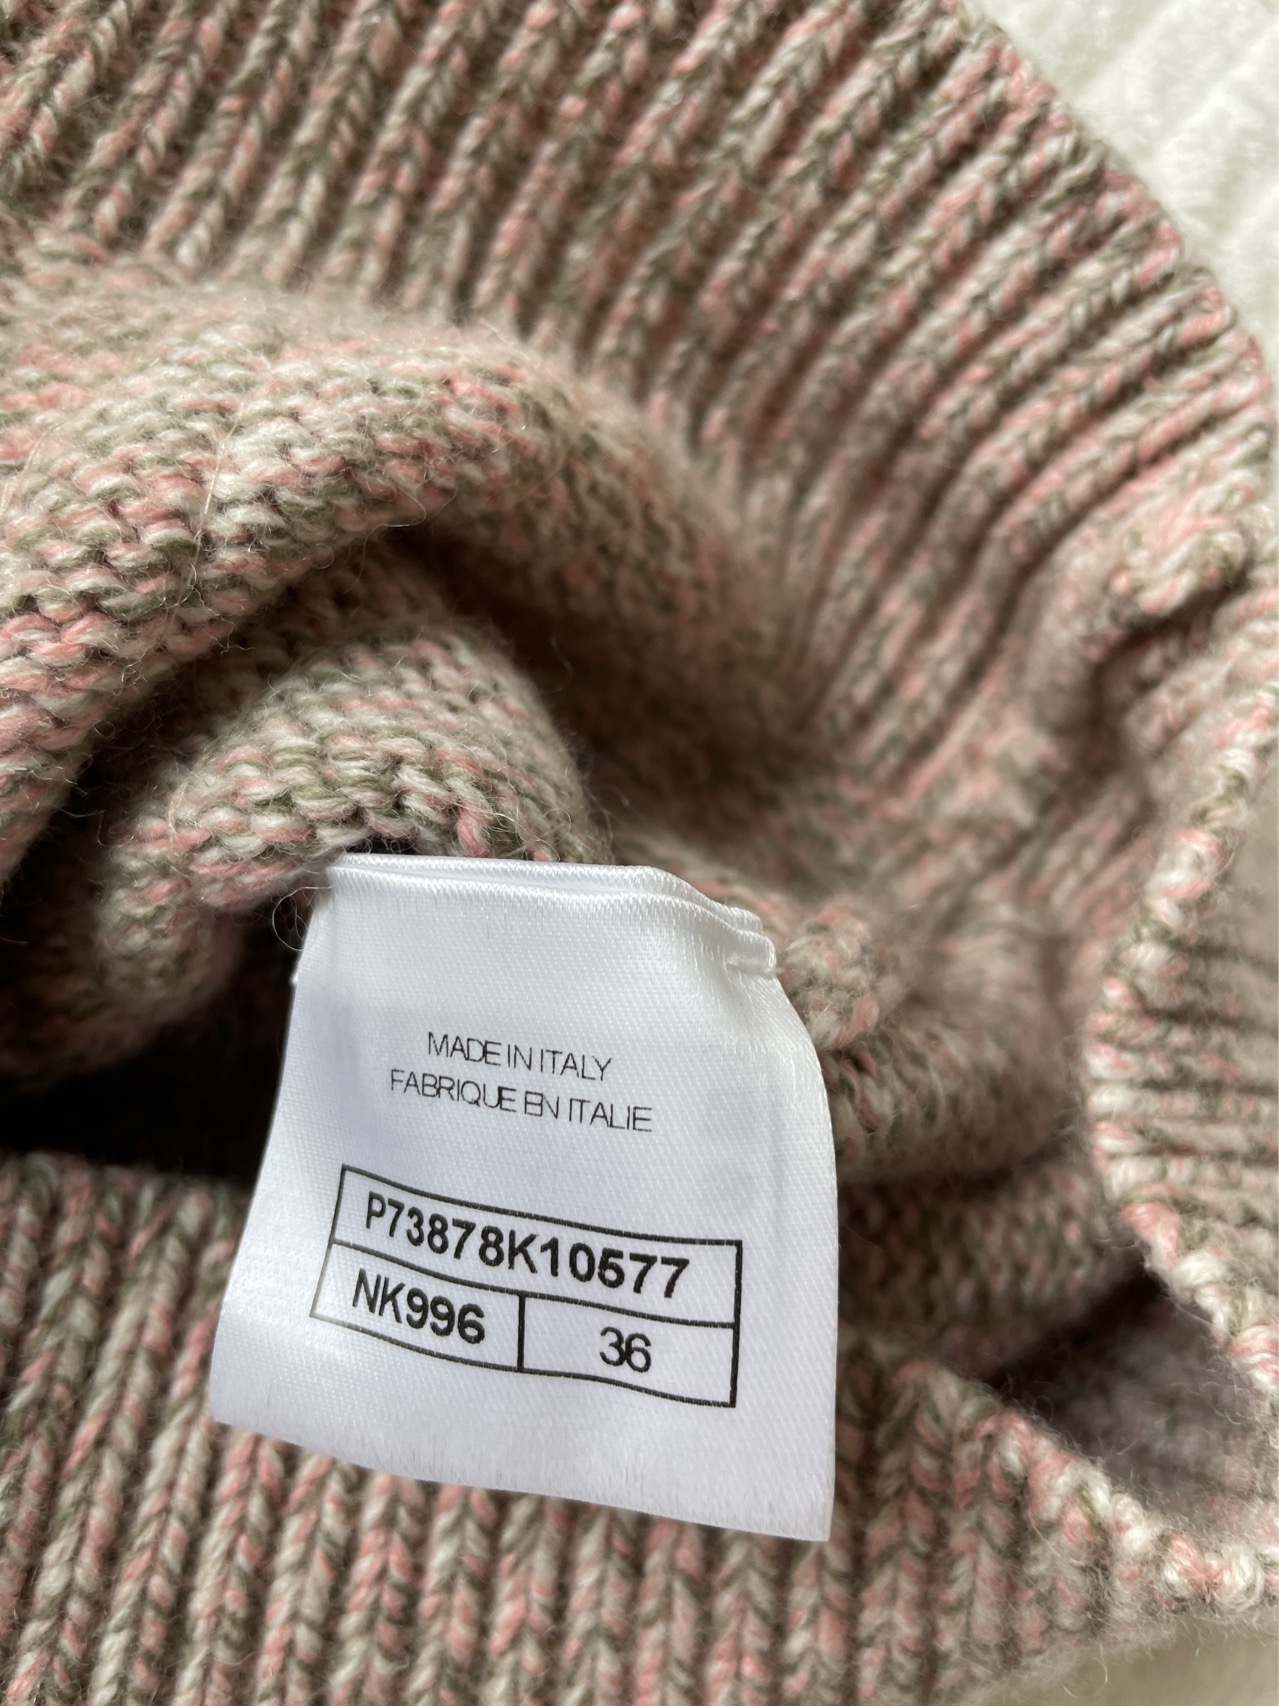 MADE IN ITALY
FABRIQUE EN ITALIE
P73878K10577
NK996 36